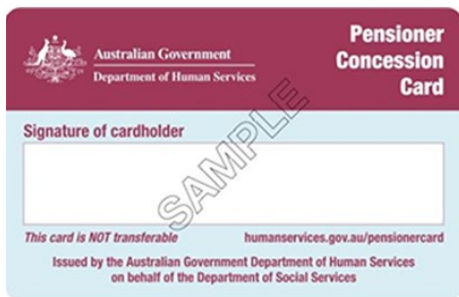 Australian Government
Department of Human Services
Pensioner
Concession
Card
Signature of cardholder
SAMPLE
This card is NOT transferable
humanservices.gov.au/pensionercard
Issued by the Australian Government Department of Human Services
on behalf of the Department of Social Services